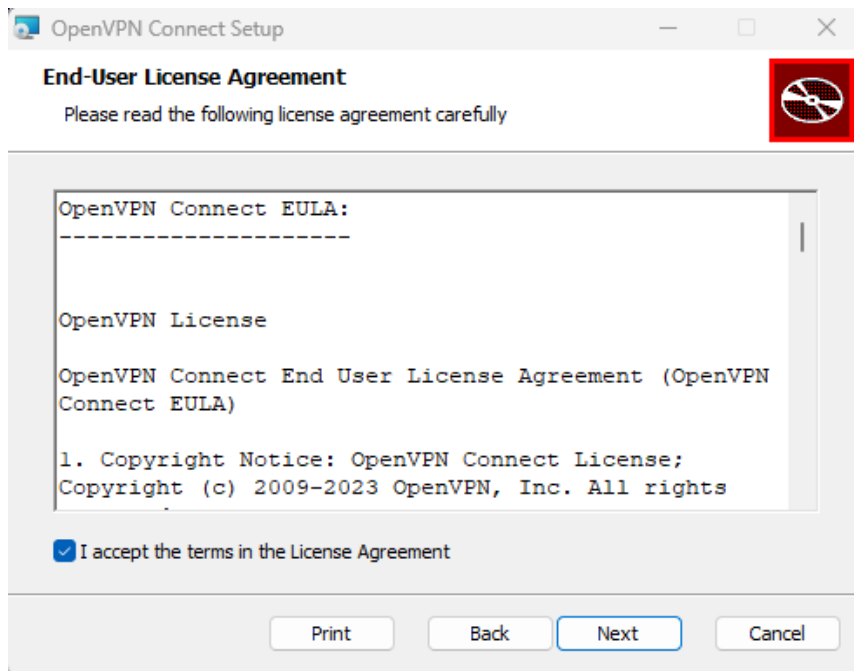 OpenVPN Connect Setup
End-User License Agreement
Please read the following license agreement carefully
OpenVPN Connect EULA:
---------------------
OpenVPN License
OpenVPN Connect End User License Agreement (OpenVPN
Connect EULA)
1. Copyright Notice: OpenVPN Connect License;
Copyright (c) 2009-2023 OpenVPN, Inc. All rights
I accept the terms in the License Agreement
Print Back Next Cancel